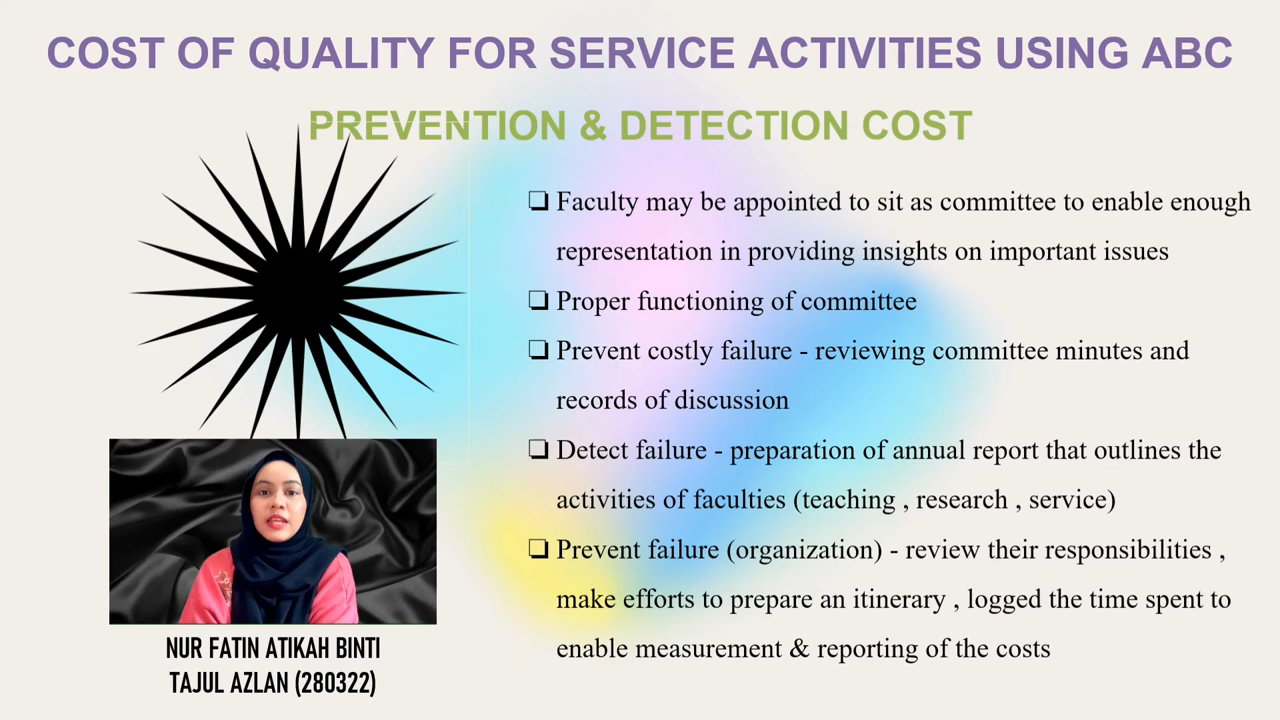 COST OF QUALITY FOR SERVICE ACTIVITIES USING ABC
PREVENTION & DETECTION COST
❏ Faculty may be appointed to sit as committee to enable enough
representation in providing insights on important issues
❏ Proper functioning of committee
❏ Prevent costly failure - reviewing committee minutes and
records of discussion
❏ Detect failure - preparation of annual report that outlines the
activities of faculties (teaching , research , service)
❏ Prevent failure (organization) - review their responsibilities ,
make efforts to prepare an itinerary , logged the time spent to
enable measurement & reporting of the costs
NUR FATIN ATIKAH BINTI
TAJUL AZLAN (280322)